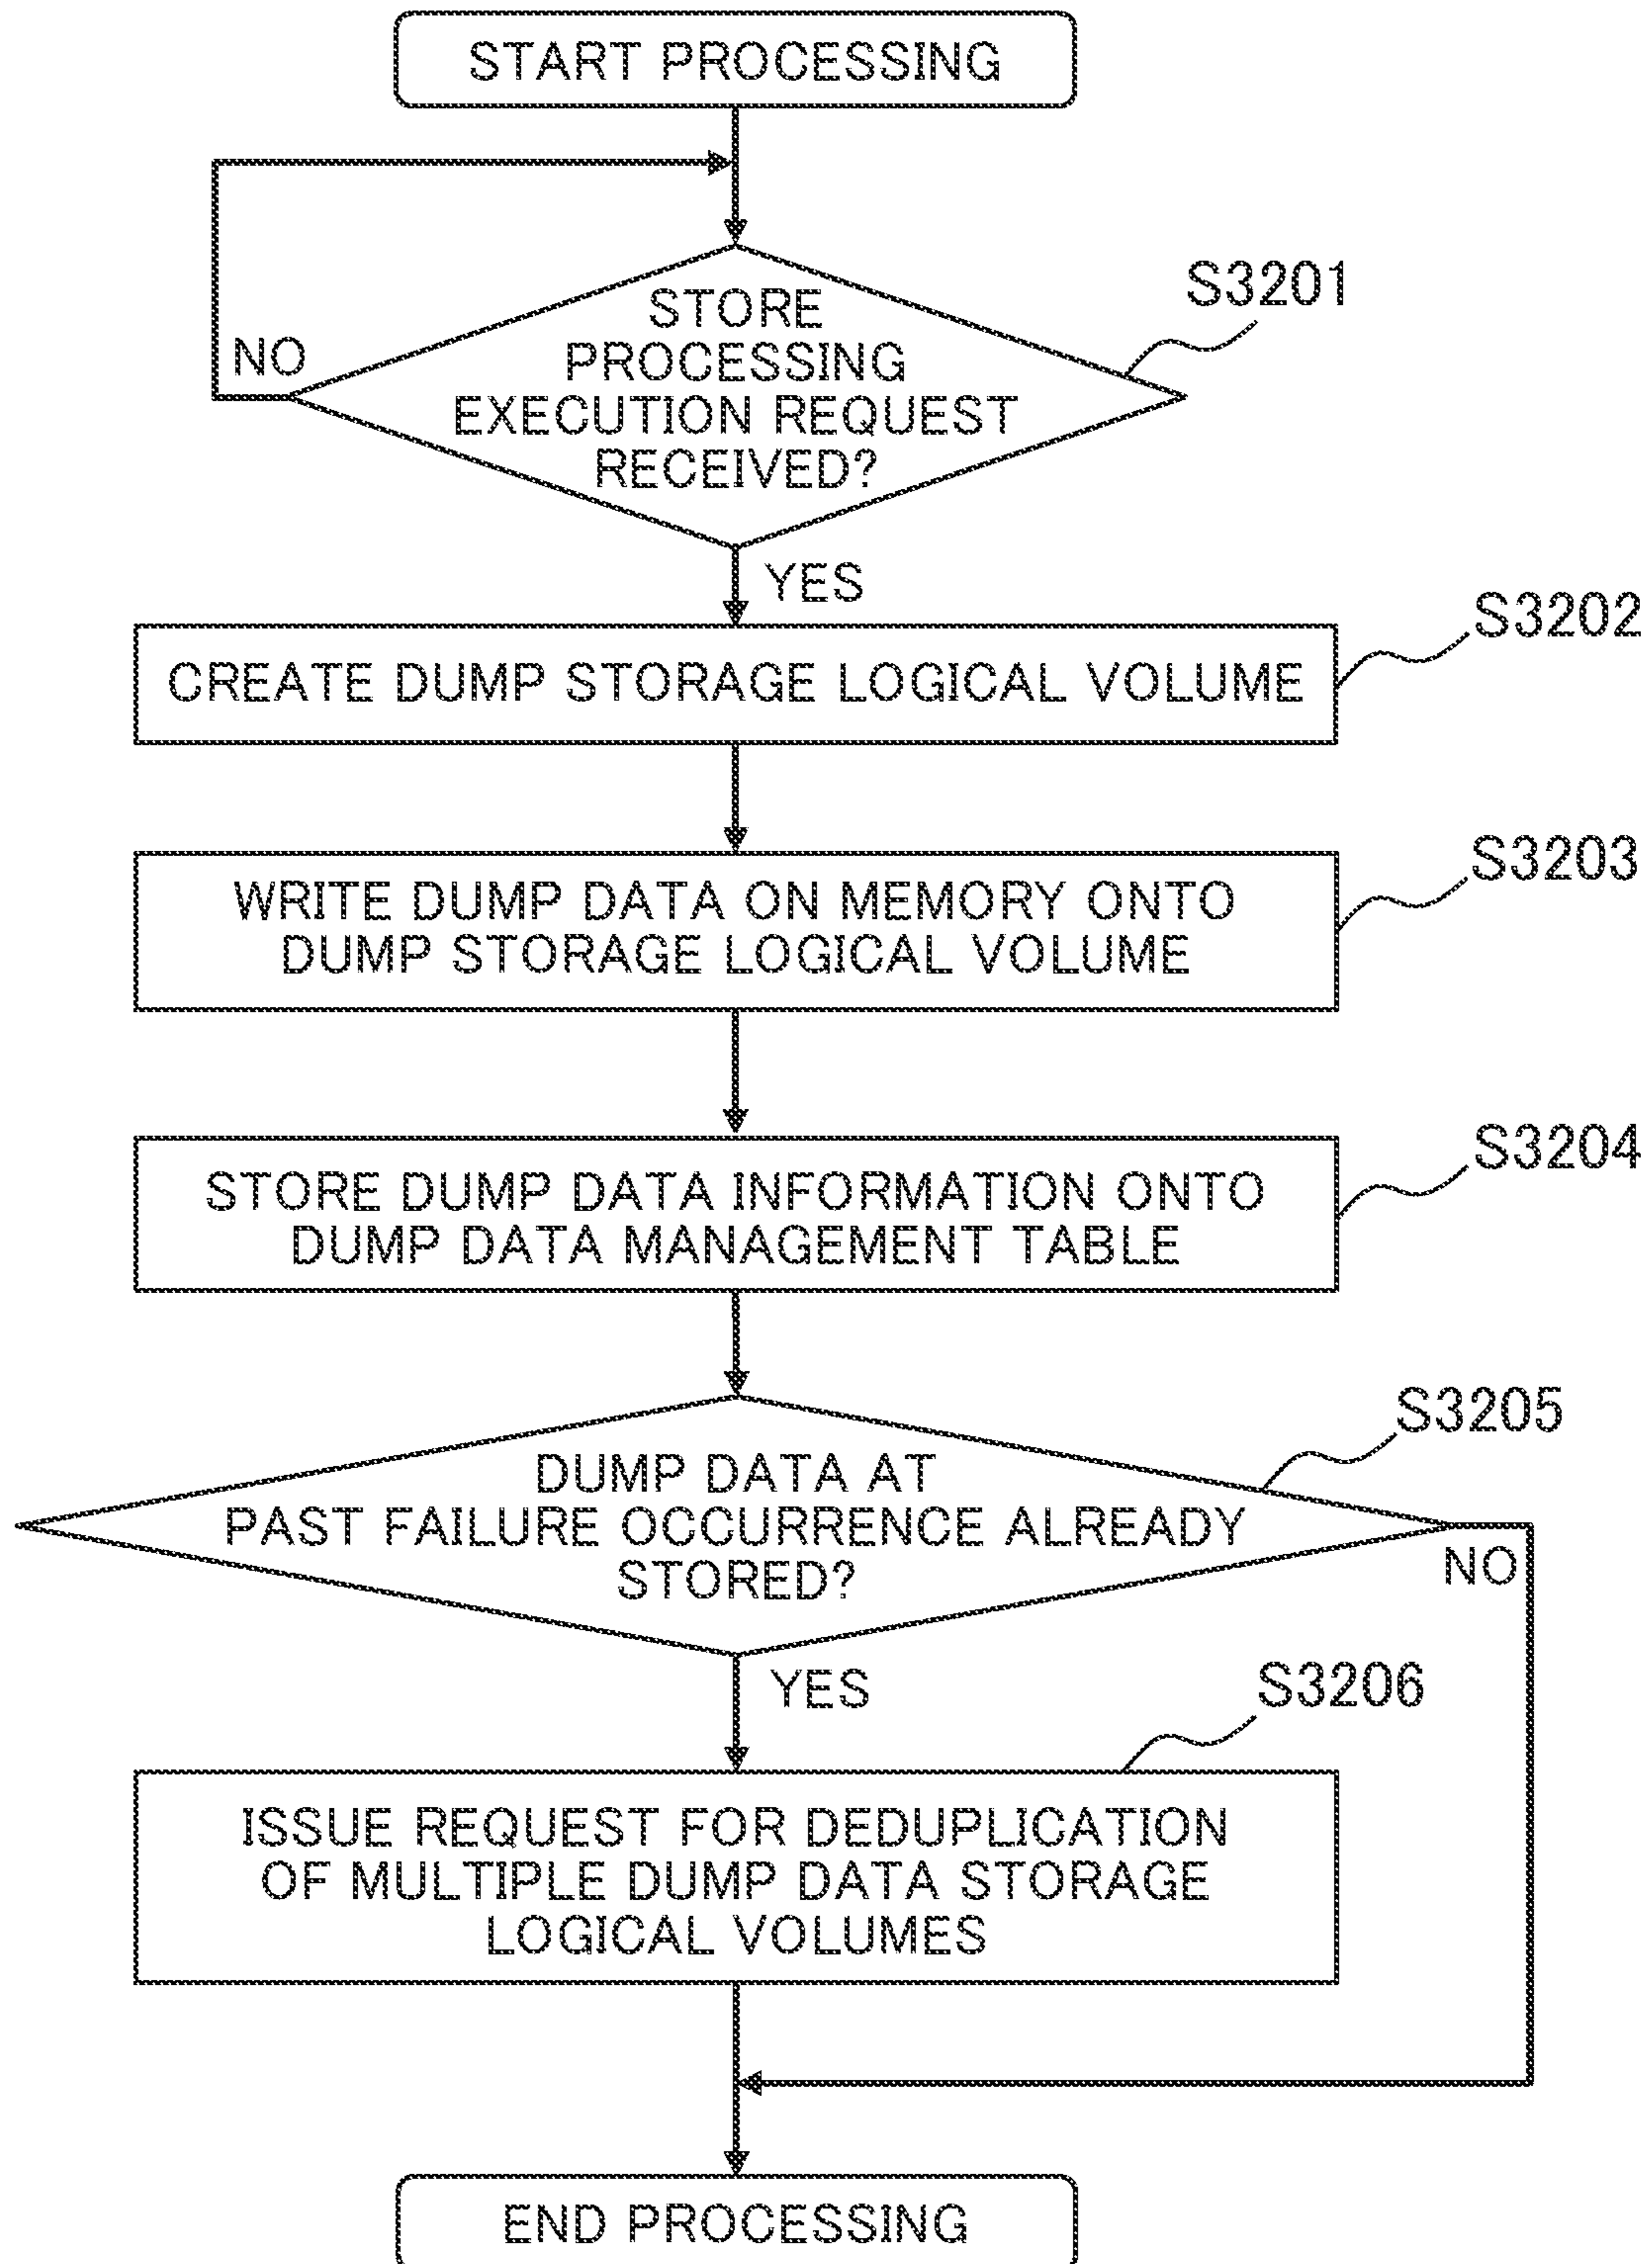 START PROCESSING
S3201
STORE
PROCESSING
EXECUTION REQUEST
RECEIVED?
NO
YES
S3202
CREATE DUMP STORAGE LOGICAL VOLUME
S3203
WRITE DUMP DATA ON MEMORY ONTO
DUMP STORAGE LOGICAL VOLUME
S3204
STORE DUMP DATA INFORMATION ONTO
DUMP DATA MANAGEMENT TABLE
S3205
DUMP DATA AT
PAST FAILURE OCCURRENCE ALREADY
STORED?
NO
YES
S3206
ISSUE REQUEST FOR DEDUPLICATION
OF MULTIPLE DUMP DATA STORAGE
LOGICAL VOLUMES
END PROCESSING